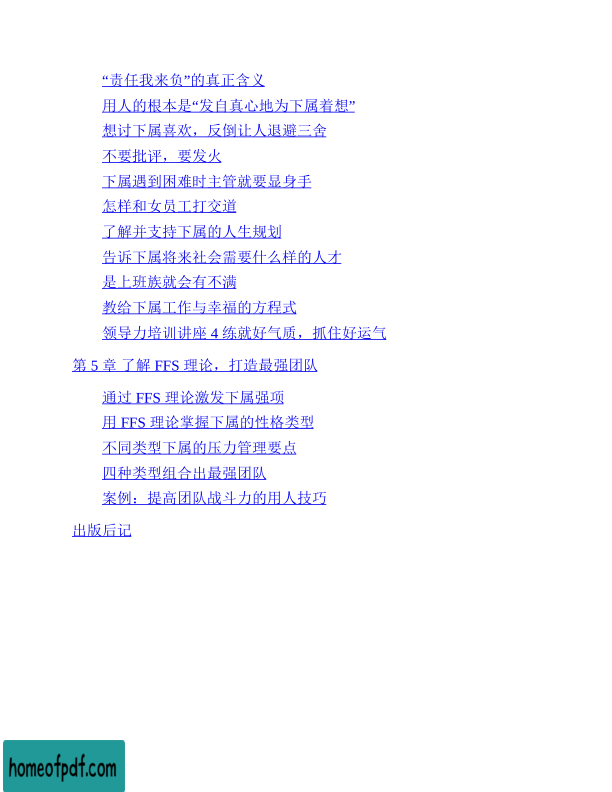 “责任我来负”的真正含义
用人的根本是“发自真心地为下属着想”
想讨下属喜欢，反倒让人退避三舍
不要批评，要发火
下属遇到困难时主管就要显身手
怎样和女员工打交道
了解并支持下属的人生规划
告诉下属将来社会需要什么样的人才
是上班族就会有不满
教给下属工作与幸福的方程式
领导力培训讲座 4 练就好气质，抓住好运气
第 5 章 了解 FFS 理论，打造最强团队
通过 FFS 理论激发下属强项
用 FFS 理论掌握下属的性格类型
不同类型下属的压力管理要点
四种类型组合出最强团队
案例：提高团队战斗力的用人技巧
出版后记
homeofpdf.com